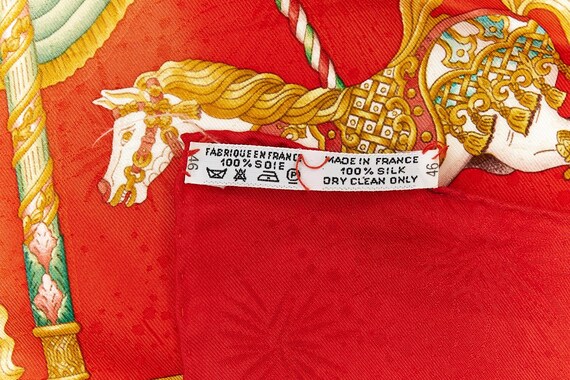 46
FABRIQUE EN FRANCE
100% SOIE
P
MADE IN FRANCE
100% SILK
DRY CLEAN ONLY
46